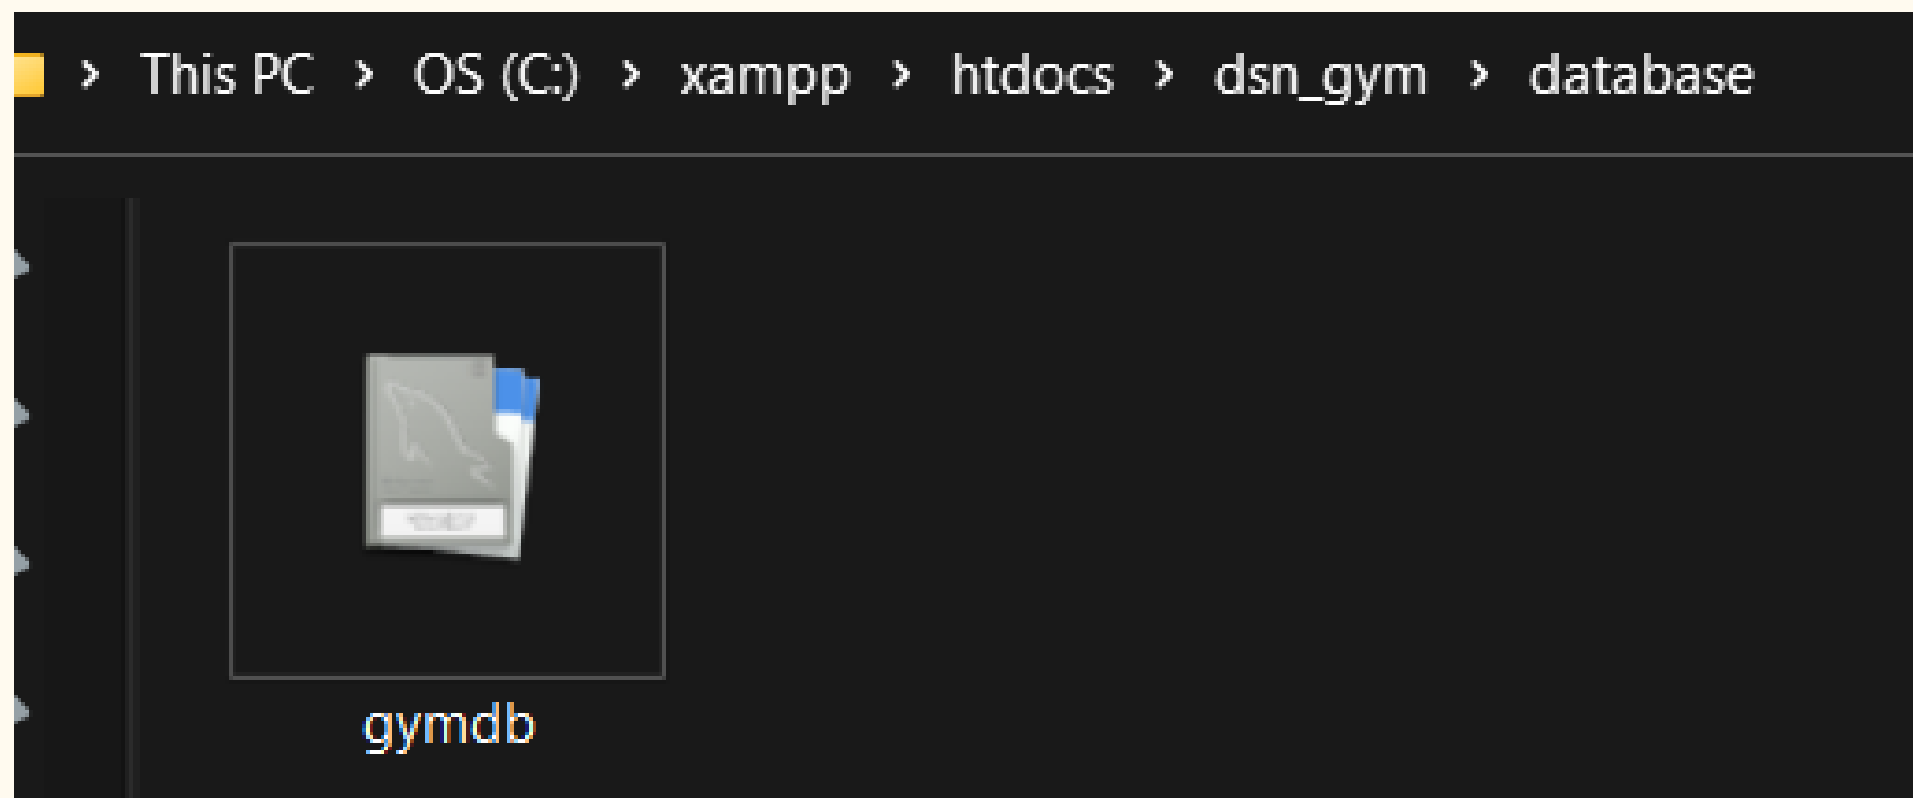 › This PC › OS (C:) › xampp › htdocs › dsn_gym › database
gymdb